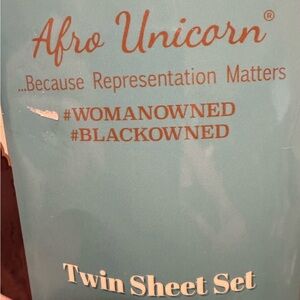 Afro Unicorn®
...Because Representation Matters
#WOMANOWNED
#BLACKOWNED
Twin Sheet Set